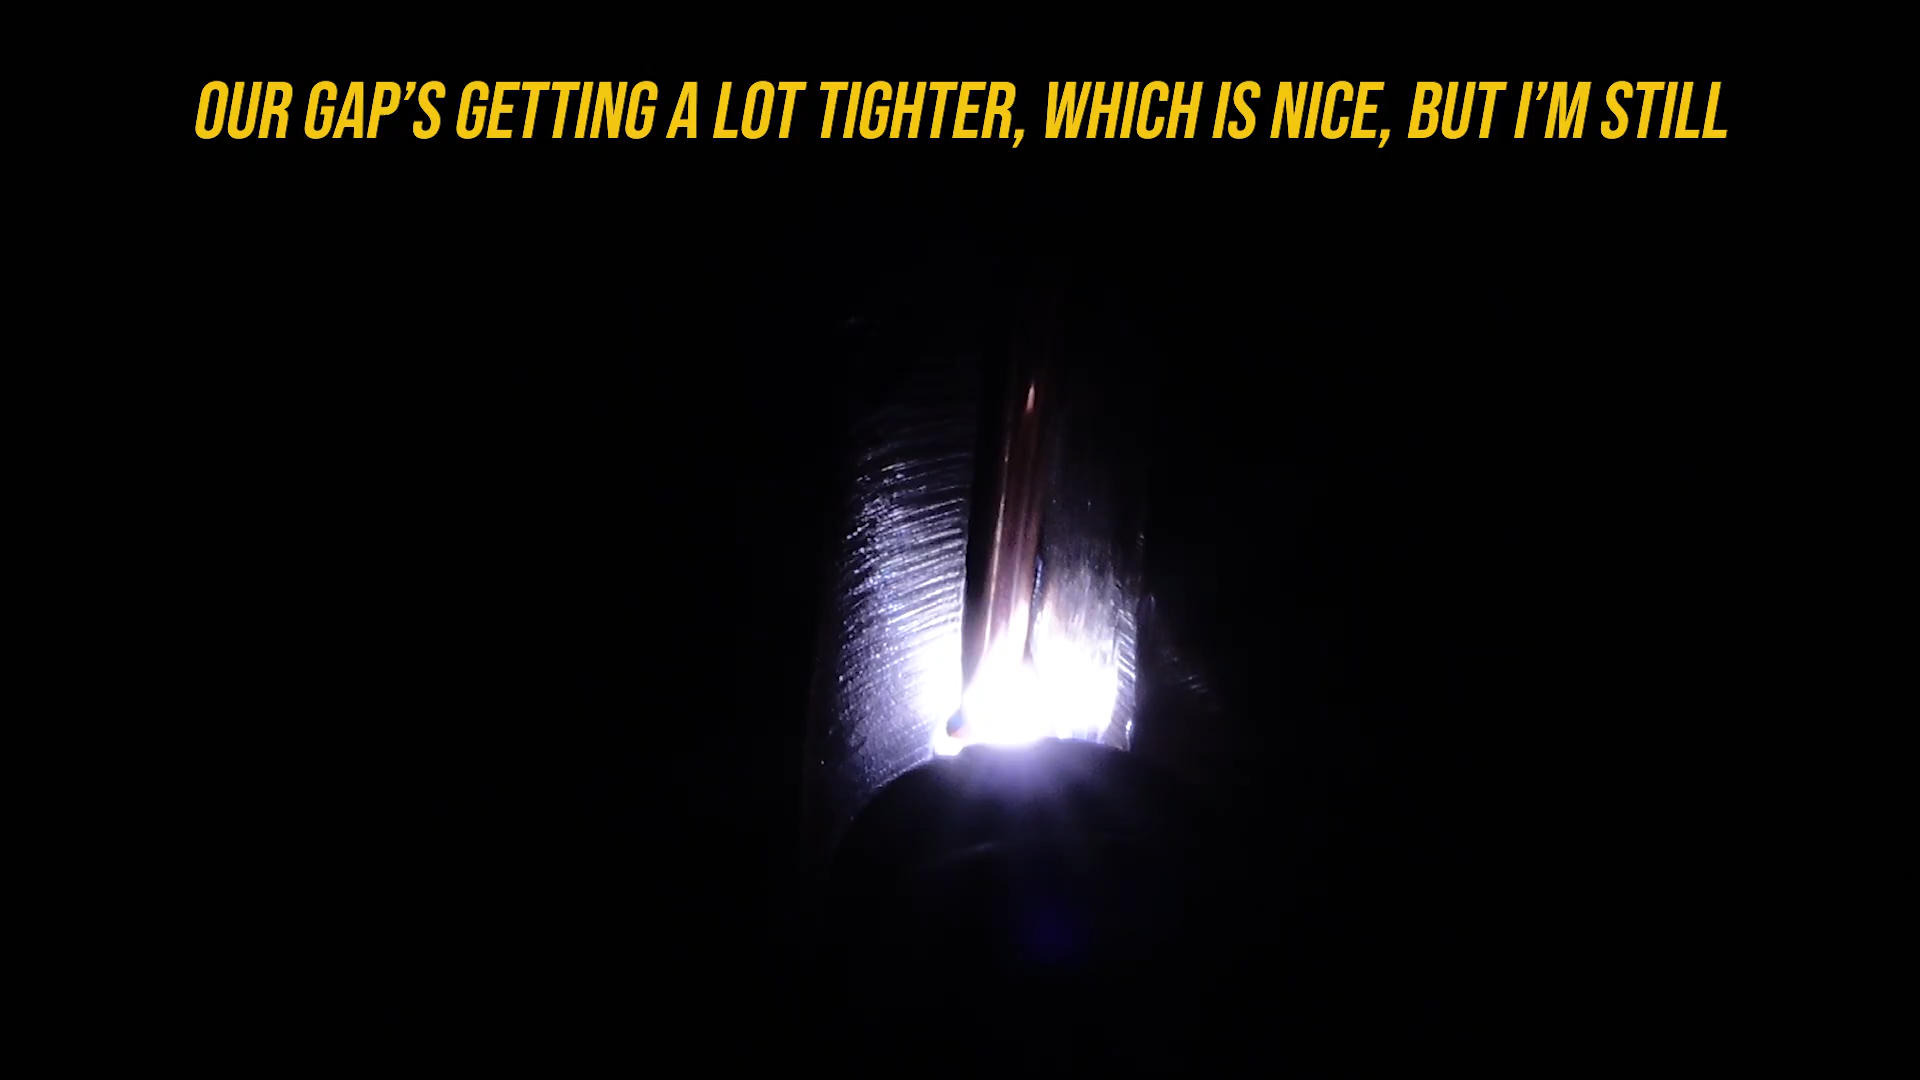 OUR GAP’S GETTING A LOT TIGHTER, WHICH IS NICE, BUT I’M STILL